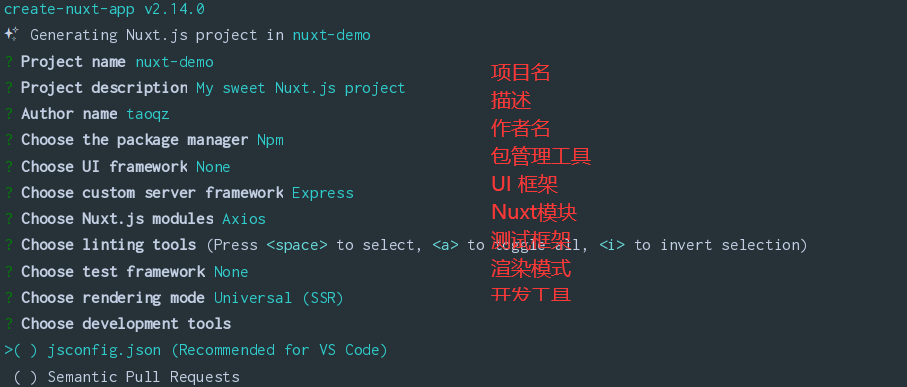 create-nuxt-app v2.14.0
✨ Generating Nuxt.js project in nuxt-demo
? Project name nuxt-demo
? Project description My sweet Nuxt.js project
? Author name taoqz
? Choose the package manager Npm
? Choose UI framework None
? Choose custom server framework Express
? Choose Nuxt.js modules Axios
? Choose linting tools (Press <space> to select, <a> to toggle all, <i> to invert selection)
? Choose test framework None
? Choose rendering mode Universal (SSR)
? Choose development tools
>( ) jsconfig.json (Recommended for VS Code)
( ) Semantic Pull Requests
项目名
描述
作者名
包管理工具
UI 框架
Nuxt模块
测试框架
渲染模式
开发工具